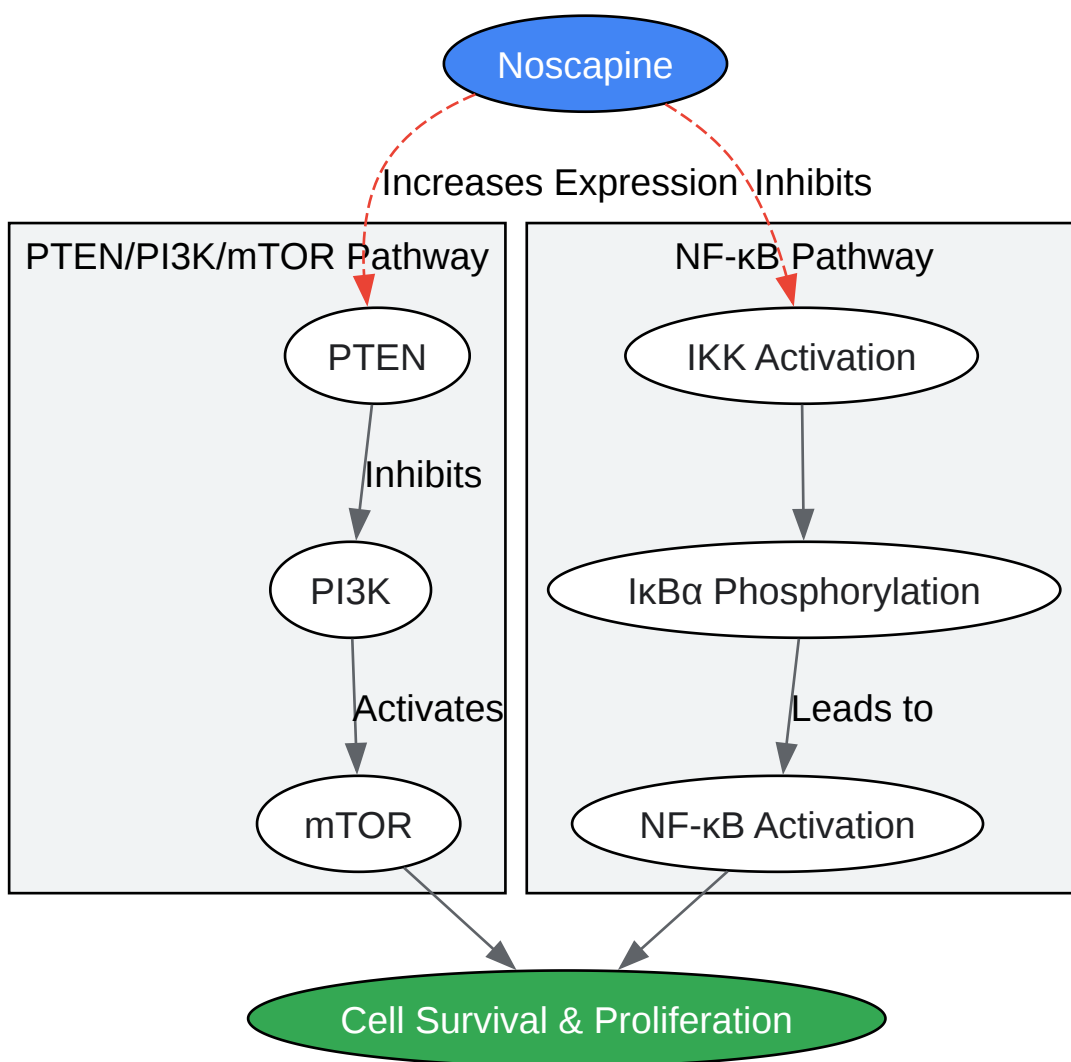 Noscapine
Increases Expression
Inhibits
PTEN/PI3K/mTOR Pathway
NF-κB Pathway
PTEN
IKK Activation
Inhibits
PI3K
IκBα Phosphorylation
Activates
Leads to
mTOR
NF-κB Activation
Cell Survival & Proliferation